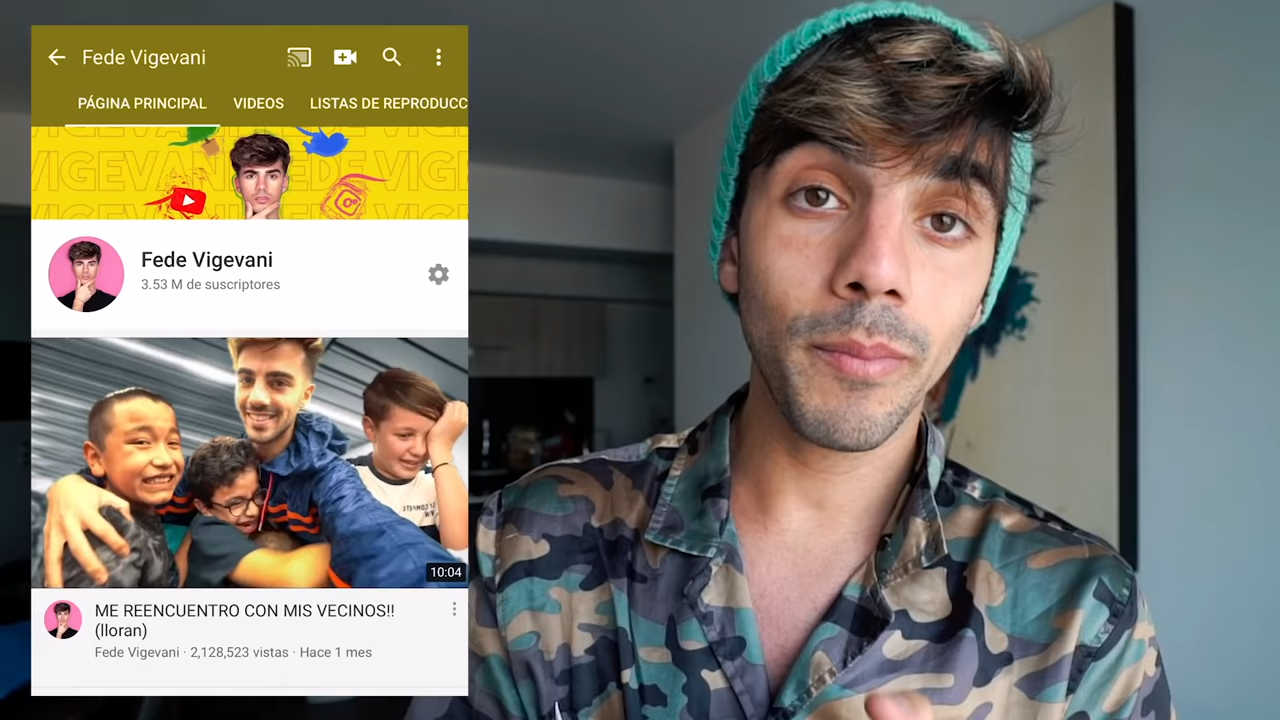 Fede Vigevani
PÁGINA PRINCIPAL VIDEOS LISTAS DE REPRODUCC
VIGEVANI
Fede Vigevani
3.53 M de suscriptores
10:04
ME REENCUENTRO CON MIS VECINOS!!
(lloran)
Fede Vigevani · 2,128,523 vistas · Hace 1 mes